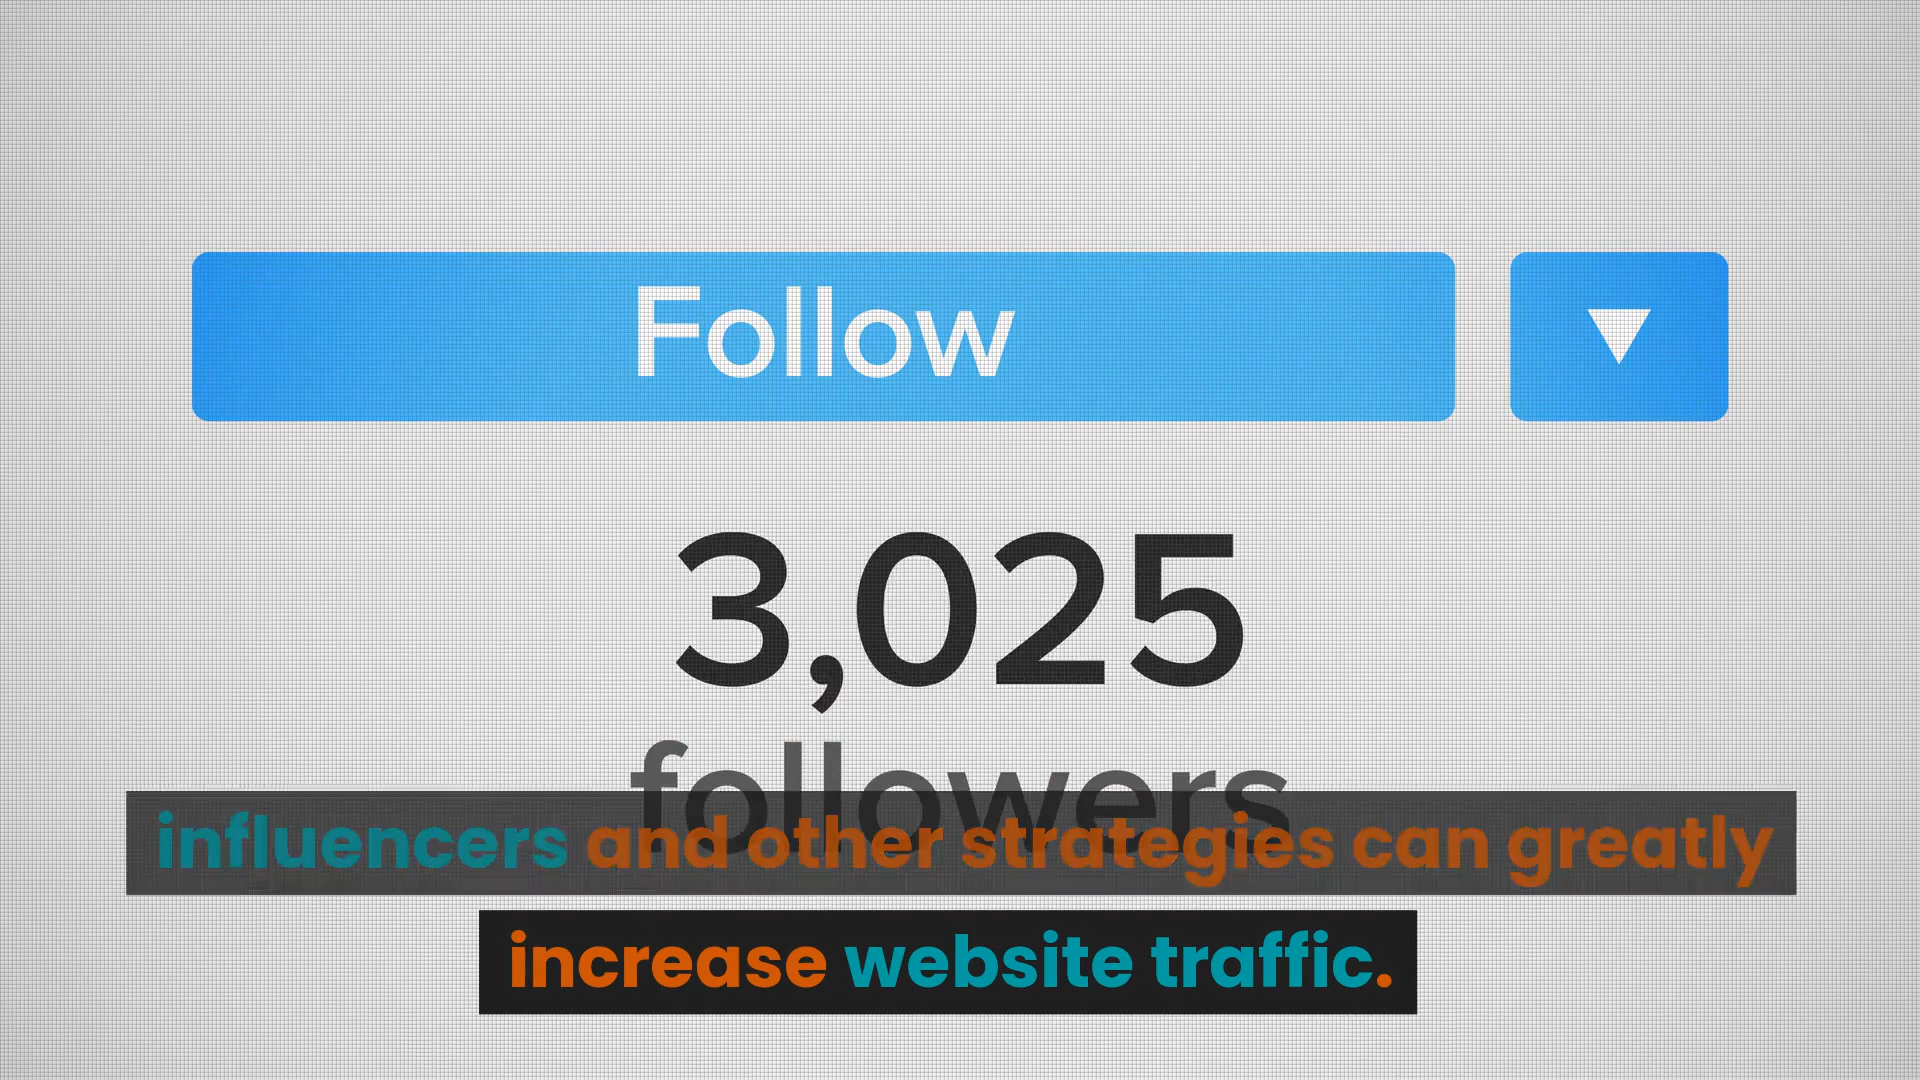 Follow
3,025
followers
influencers and other strategies can greatly
increase website traffic.